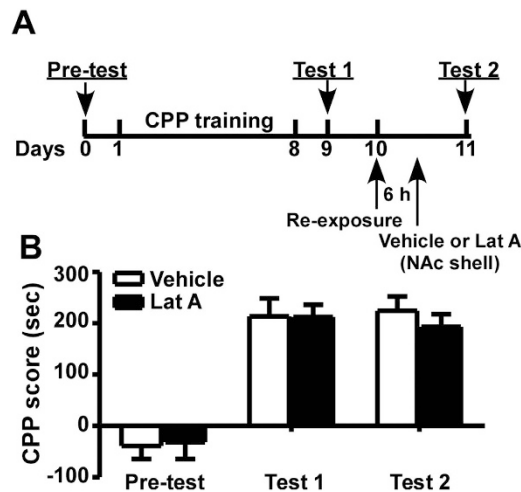 A
Pre-test Test 1 Test 2
CPP training
Days 0 1 8 9 10 11
6 h
Re-exposure
Vehicle or Lat A
(NAc shell)
B
CPP score (sec)
300
200
100
0
-100
Vehicle
Lat A
Pre-test Test 1 Test 2